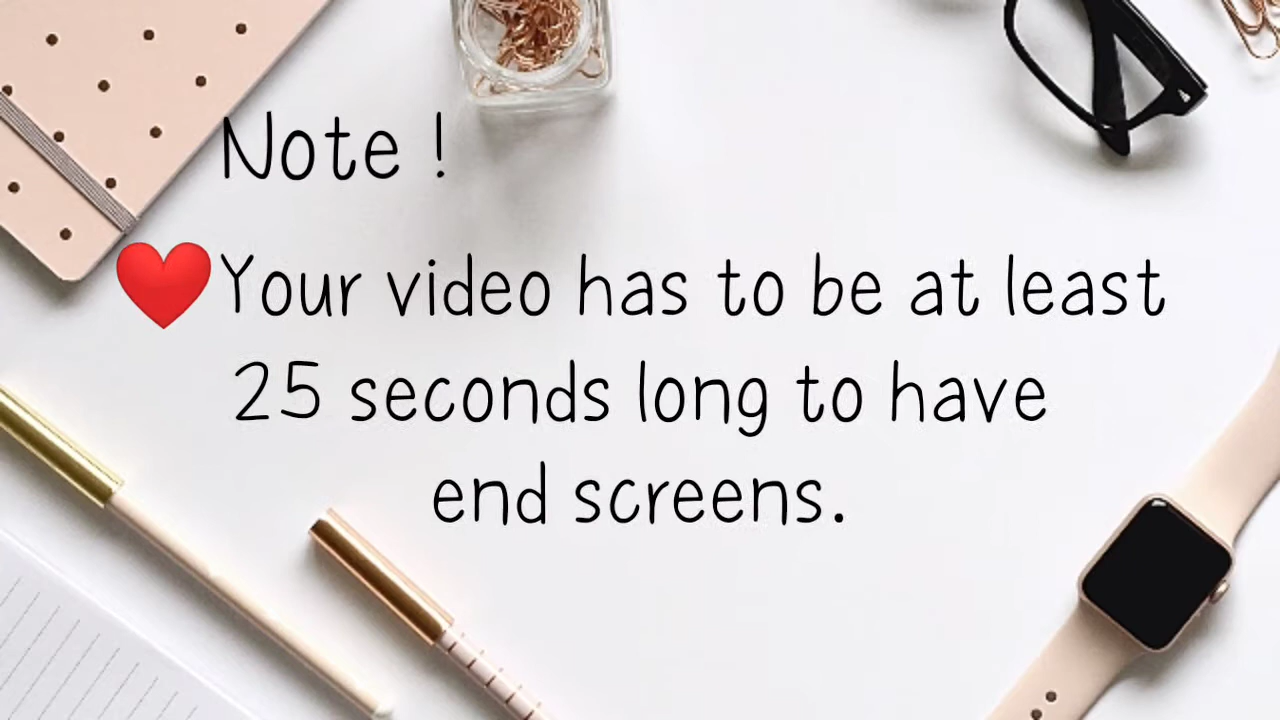 Note !
❤️Your video has to be at least
25 seconds long to have
end screens.